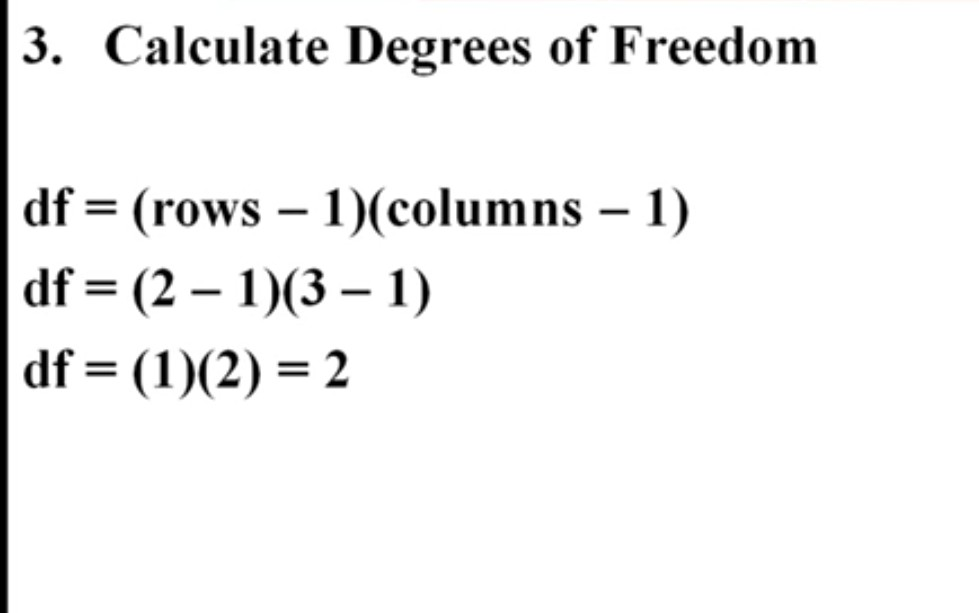 3. Calculate Degrees of Freedom
df = (rows – 1)(columns – 1)
df = (2 – 1)(3 – 1)
df = (1)(2) = 2